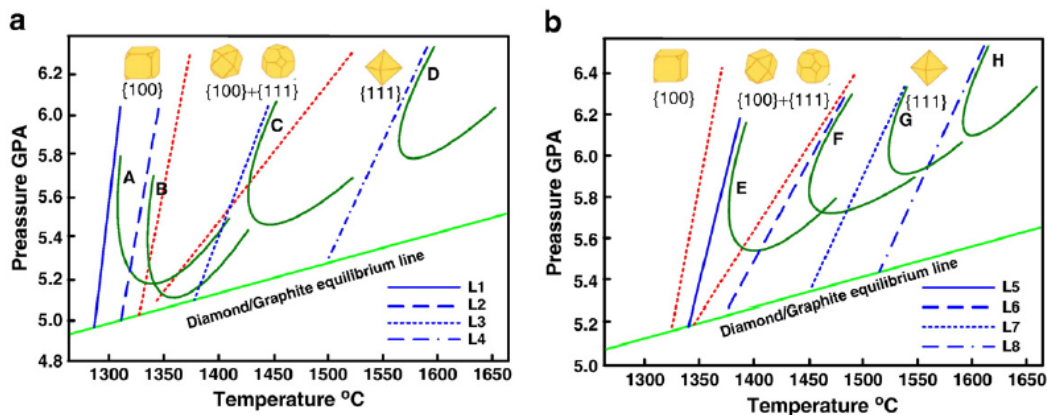 a
Preassure GPA
6.2
6.0
5.8
5.6
5.4
5.2
5.0
4.8
{100}
{100}+{111}
{111}
A
B
C
D
Diamond/Graphite equilibrium line
L1
L2
L3
L4
1300 1350 1400 1450 1500 1550 1600 1650
Temperature ºC
b
Preassure GPA
6.4
6.2
6.0
5.8
5.6
5.4
5.2
5.0
{100}
{100}+{111}
{111}
E
F
G
H
Diamond/Graphite equilibrium line
L5
L6
L7
L8
1300 1350 1400 1450 1500 1550 1600 1650
Temperature ºC